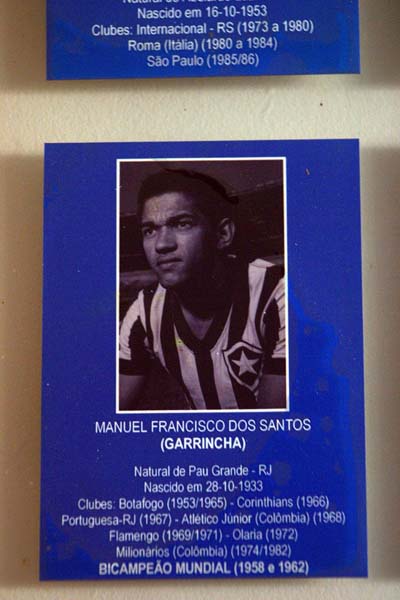 Nascido em 16-10-1953
Clubes: Internacional - RS (1973 a 1980)
Roma (Itália) (1980 a 1984)
São Paulo (1985/86)
MANUEL FRANCISCO DOS SANTOS
(GARRINCHA)
Natural de Pau Grande - RJ
Nascido em 28-10-1933
Clubes: Botafogo (1953/1965) - Corinthians (1966)
Portuguesa-RJ (1967) - Atlético Júnior (Colômbia) (1968)
Flamengo (1969/1971) - Olaria (1972)
Milionários (Colômbia) (1974/1982)
BICAMPEÃO MUNDIAL (1958 e 1962)